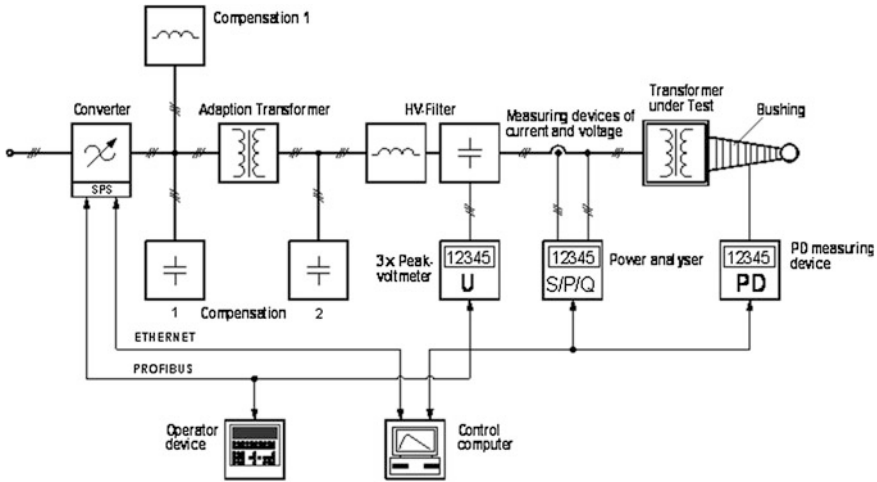 Compensation 1
Converter
Adaption Transformer
HV-Filter
Measuring devices of
current and voltage
Transformer
under Test
Bushing
SPS
12345
U
3x Peak-
voltmeter
12345
S/P/Q
Power analyser
12345
PD
PD measuring
device
1
Compensation
2
ETHERNET
PROFIBUS
Operator
device
Control
computer